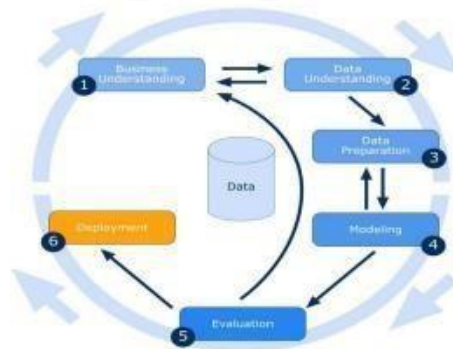 Business
Understanding
1
Data
Understanding
2
Data
Preparation
3
Data
Deployment
6
Modeling
4
Evaluation
5